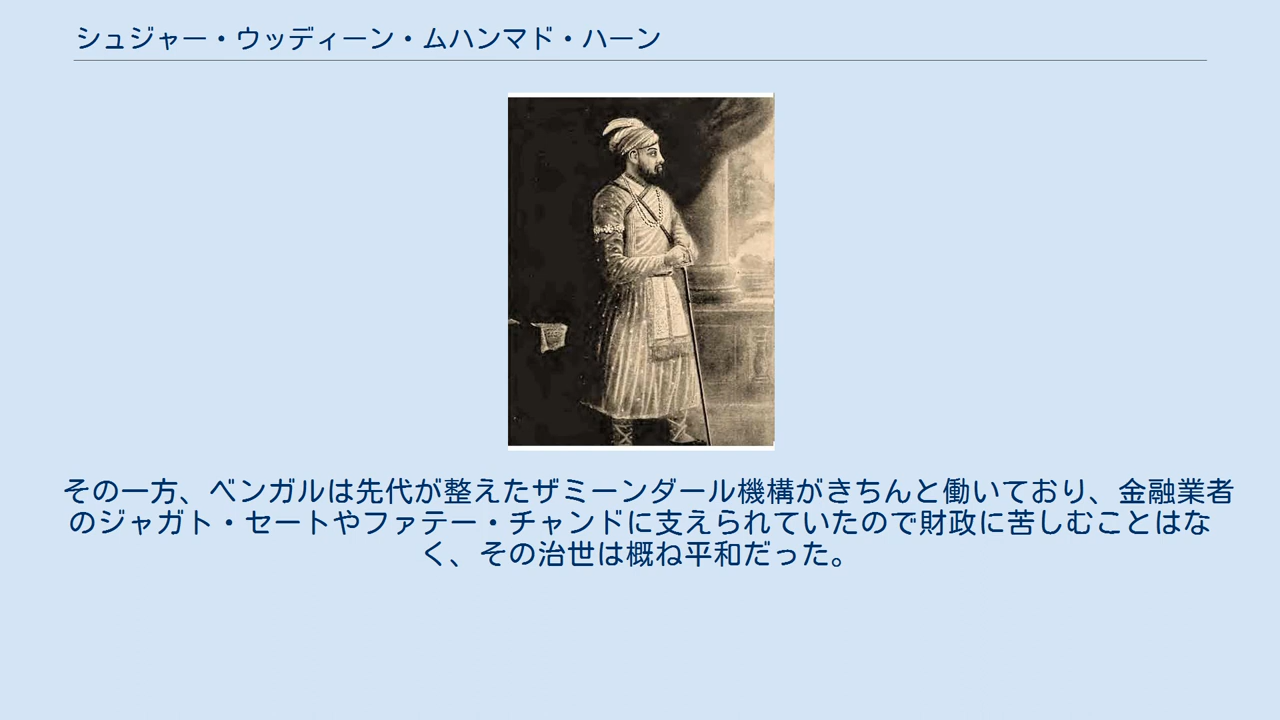 シュジャー・ウッディーン・ムハンマド・ハーン
その一方、ベンガルは先代が整えたザミーンダール機構がきちんと働いており、金融業者
のジャガト・セートやファテー・チャンドに支えられていたので財政に苦しむことはな
く、その治世は概ね平和だった。